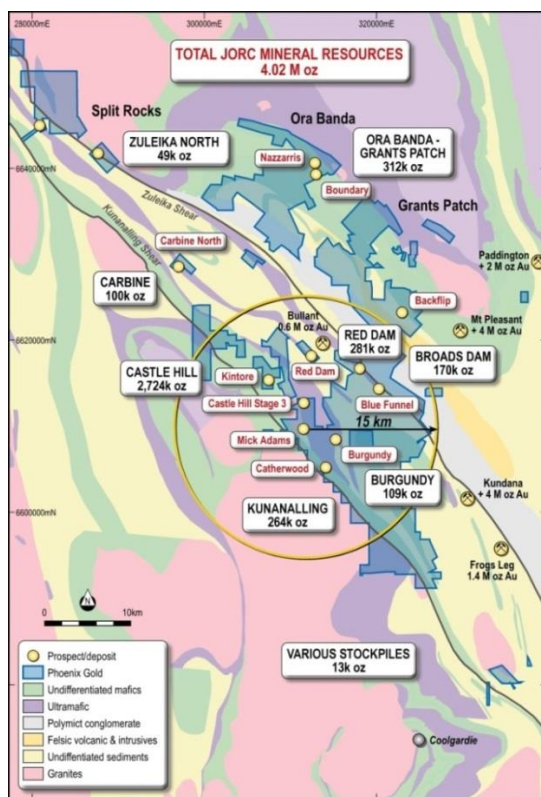 280000mE
300000mE
320000mE
TOTAL JORC MINERAL RESOURCES
4.02 M oz
Split Rocks
Ora Banda
ZULEIKA NORTH
49k oz
Nazzarris
ORA BANDA -
GRANTS PATCH
312k oz
6640000mN
Boundary
Zuleika Shear
Grants Patch
Kunanalling
Shear
Carbine North
Paddington
+ 2 M oz Au
CARBINE
100k oz
Backflip
Bullant
0.6 M oz Au
Mt Pleasant
+ 4 M oz Au
6620000mN
RED DAM
281k oz
BROADS DAM
170k oz
CASTLE HILL
2,724k oz
Kintore
Red Dam
Castle Hill Stage 3
Blue Funnel
15 km
Mick Adams
Burgundy
Catherwood
BURGUNDY
109k oz
Kundana
+ 4 M oz Au
KUNANALLING
264k oz
6600000mN
Frogs Leg
1.4 M oz Au
N
0
10km
VARIOUS STOCKPILES
13k oz
Prospect/deposit
Phoenix Gold
Undifferentiated mafics
Ultramafic
Polymict conglomerate
Felsic volcanic & intrusives
Undifferentiated sediments
Granites
Coolgardie